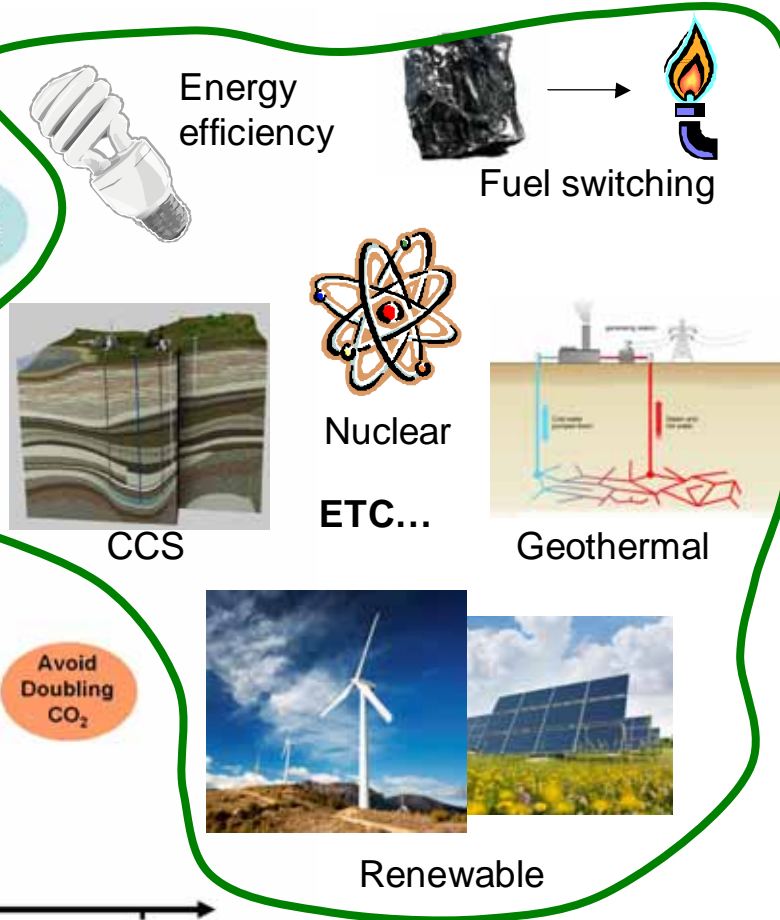 Energy
efficiency
Fuel switching
Nuclear
ETC...
CCS
Geothermal
Avoid
Doubling
CO₂
Renewable